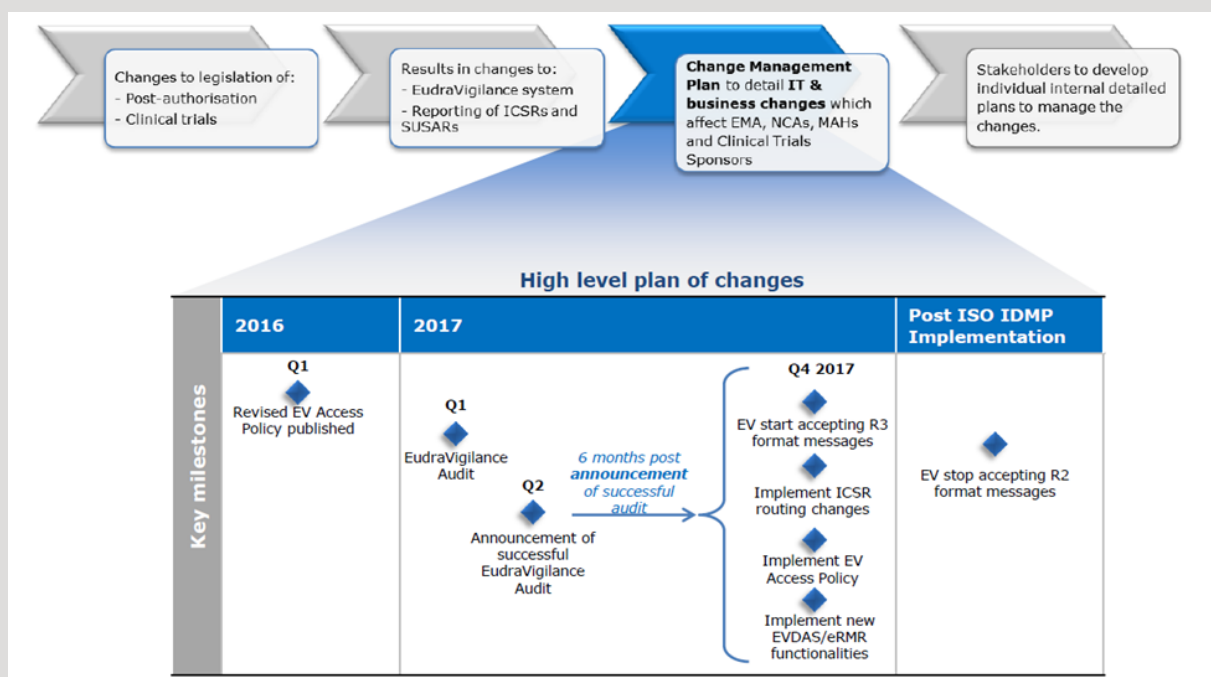 Changes to legislation of:
- Post-authorisation
- Clinical trials
Results in changes to:
- EudraVigilance system
- Reporting of ICSRs and
SUSARs
Change Management
Plan to detail IT &
business changes which
affect EMA, NCAs, MAHs
and Clinical Trials
Sponsors
Stakeholders to develop
individual internal detailed
plans to manage the
changes.
High level plan of changes
Key milestones
2016
2017
Post ISO IDMP
Implementation
Q1
Revised EV Access
Policy published
Q1
EudraVigilance
Audit
Q2
Announcement of
successful
EudraVigilance
Audit
6 months post
announcement
of successful
audit
Q4 2017
EV start accepting R3
format messages
Implement ICSR
routing changes
Implement EV
Access Policy
Implement new
EVDAS/eRMR
functionalities
EV stop accepting R2
format messages